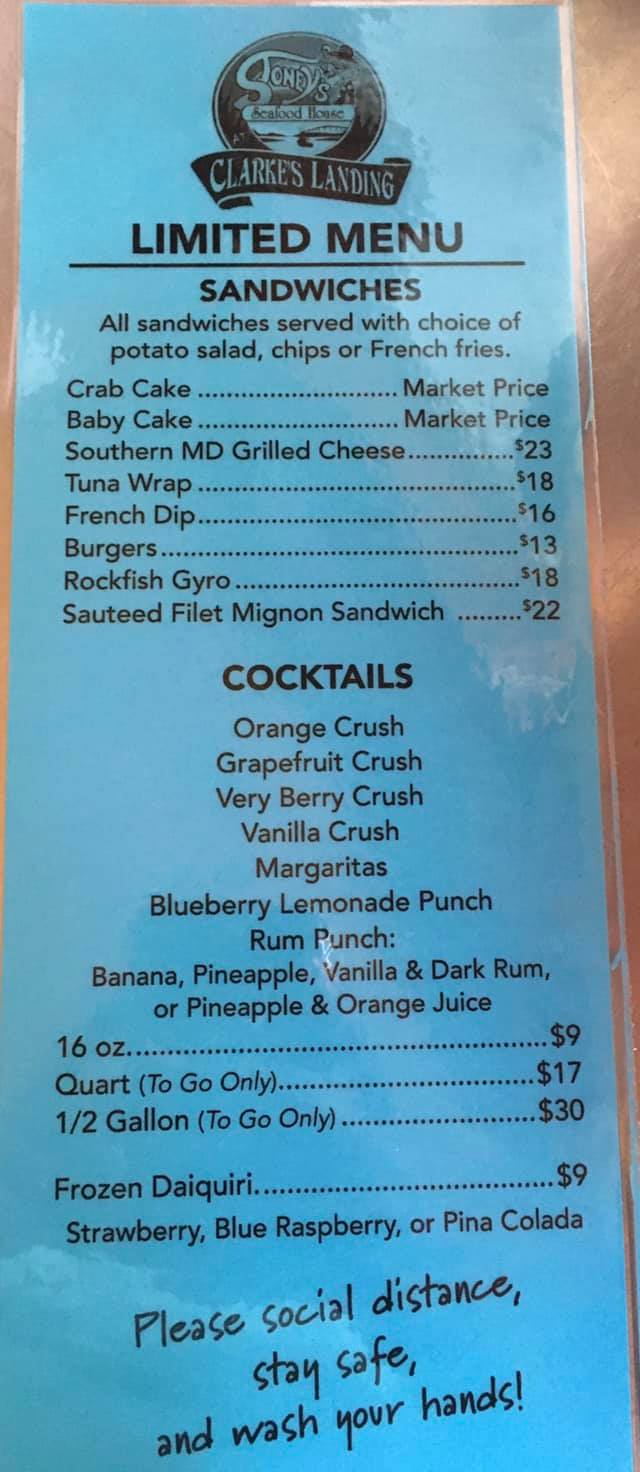 STONEY'S
Seafood House
AT
CLARKE'S LANDING
LIMITED MENU
SANDWICHES
All sandwiches served with choice of
potato salad, chips or French fries.
Crab Cake ............................ Market Price
Baby Cake ............................ Market Price
Southern MD Grilled Cheese...............$23
Tuna Wrap .............................................$18
French Dip............................................$16
Burgers.................................................$13
Rockfish Gyro.......................................$18
Sauteed Filet Mignon Sandwich .........$22
COCKTAILS
Orange Crush
Grapefruit Crush
Very Berry Crush
Vanilla Crush
Margaritas
Blueberry Lemonade Punch
Rum Punch:
Banana, Pineapple, Vanilla & Dark Rum,
or Pineapple & Orange Juice
16 oz.....................................................$9
Quart (To Go Only)................................$17
1/2 Gallon (To Go Only)........................$30
Frozen Daiquiri.....................................$9
Strawberry, Blue Raspberry, or Pina Colada
Please social distance,
stay safe,
and wash your hands!